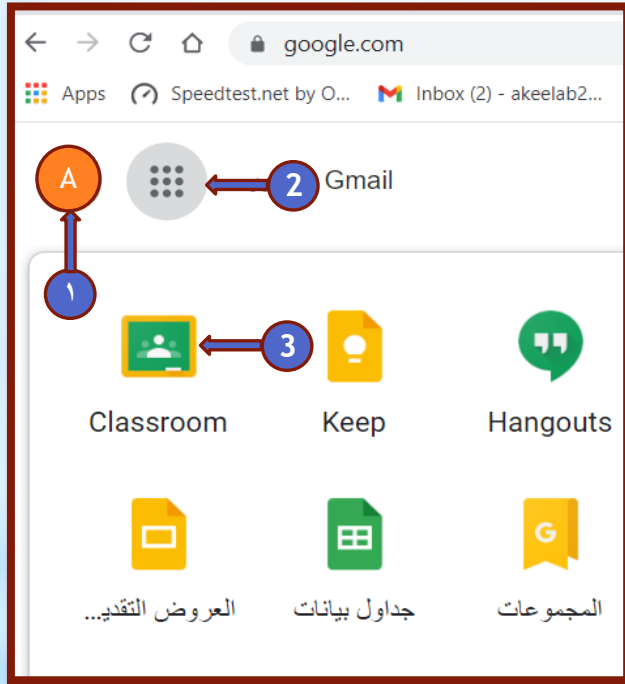 google.com
Apps Speedtest.net by O... Inbox (2) - akeelab2...
A 2 Gmail
١
3
Classroom Keep Hangouts
G
العروض التقديـ... جداول بيانات المجموعات